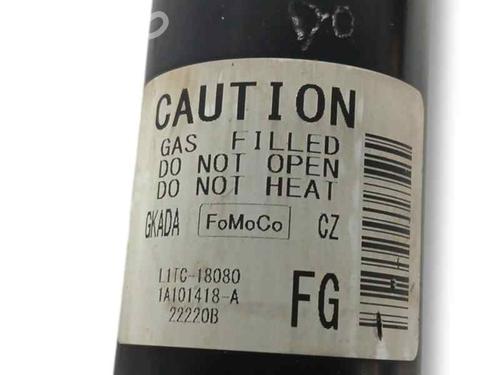 CAUTION
GAS FILLED
DO NOT OPEN
DO NOT HEAT
GKADA FoMoCo CZ
L1TC-18080
1A101418-A
22220B
FG